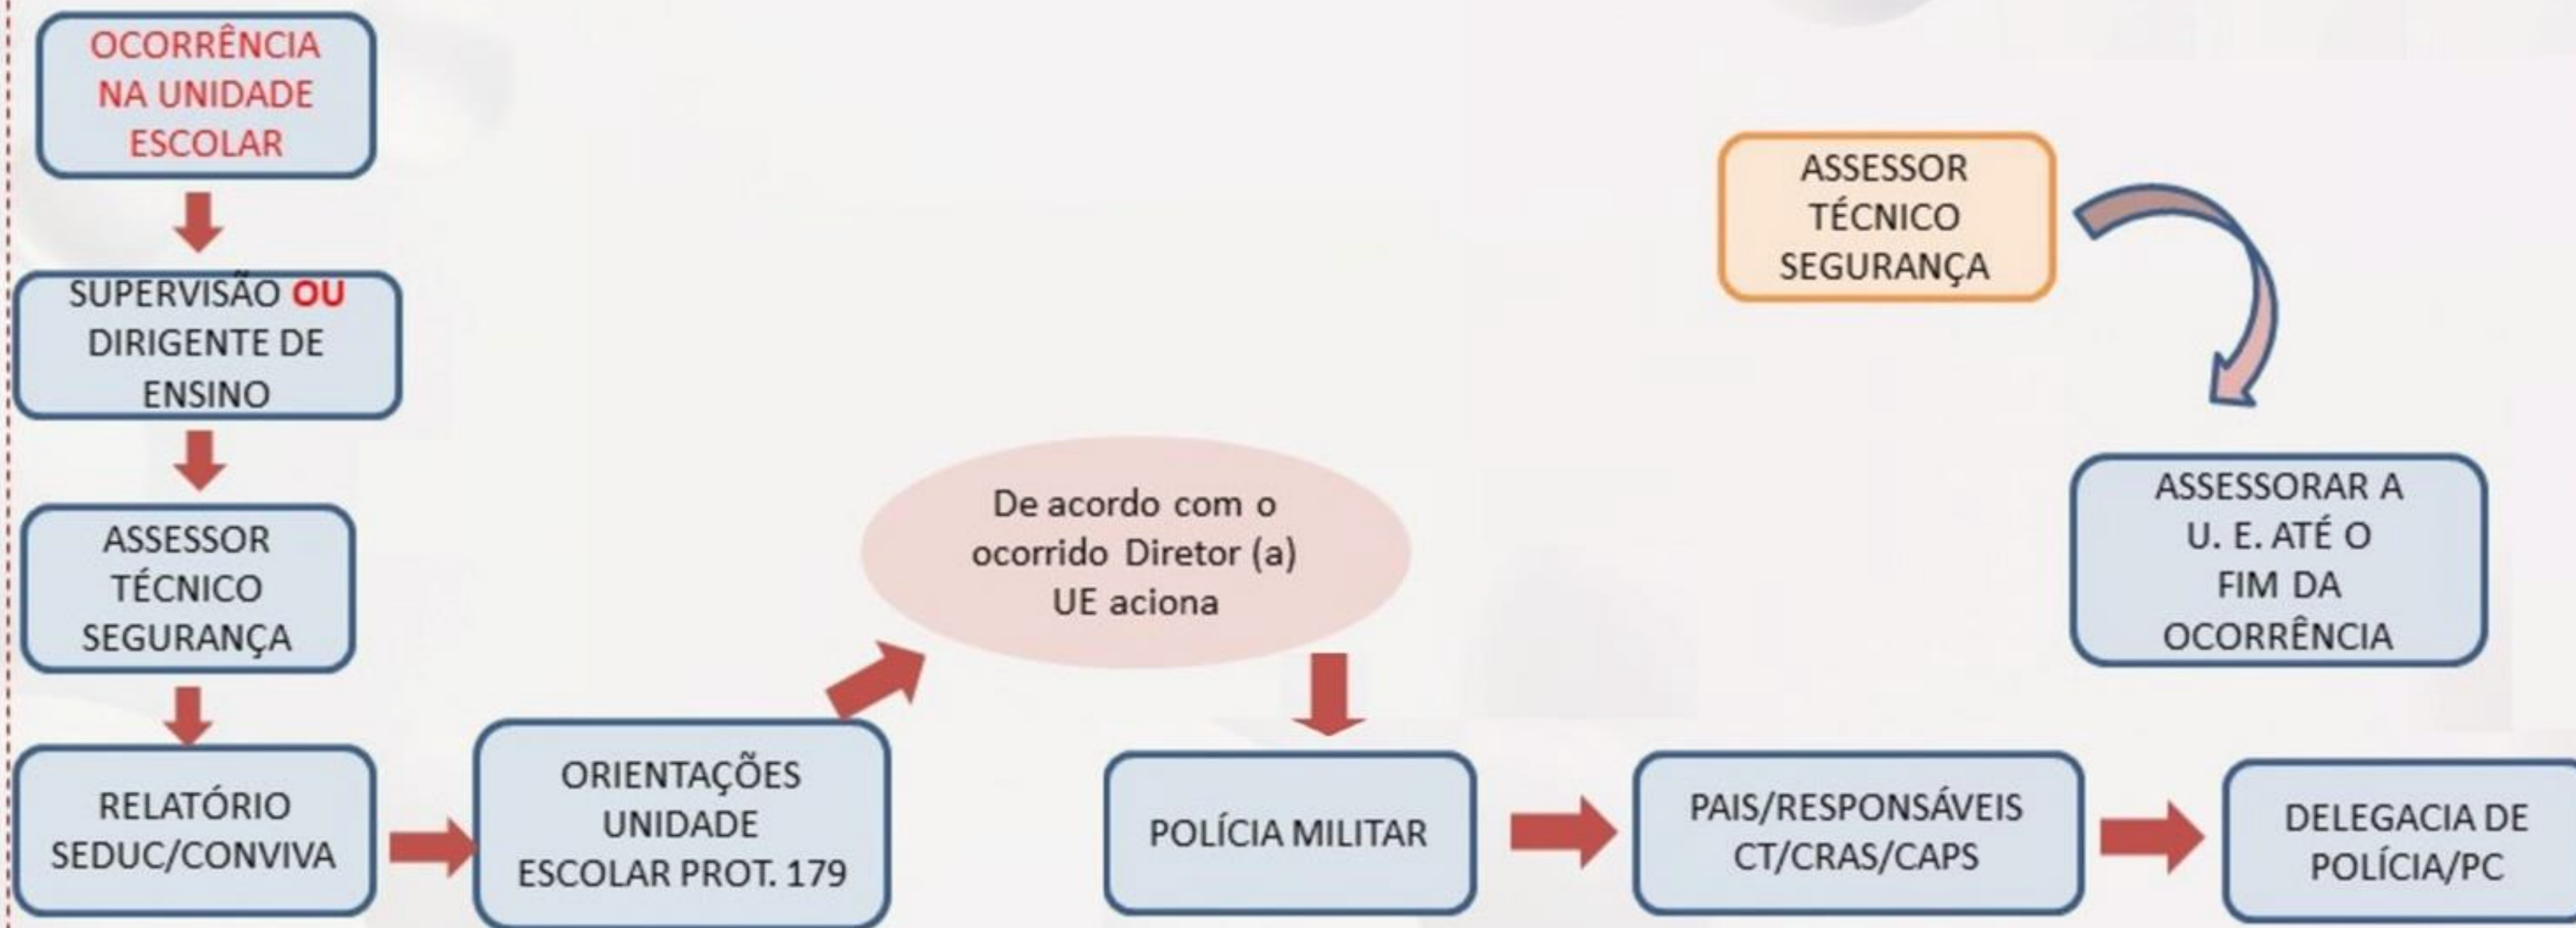 OCORRÊNCIA
NA UNIDADE
ESCOLAR
SUPERVISÃO OU
DIRIGENTE DE
ENSINO
ASSESSOR
TÉCNICO
SEGURANÇA
RELATÓRIO
SEDUC/CONVIVA
ORIENTAÇÕES
UNIDADE
ESCOLAR PROT. 179
De acordo com o
ocorrido Diretor (a)
UE aciona
POLÍCIA MILITAR
PAIS/RESPONSÁVEIS
CT/CRAS/CAPS
DELEGACIA DE
POLÍCIA/PC
ASSESSOR
TÉCNICO
SEGURANÇA
ASSESSORAR A
U. E. ATÉ O
FIM DA
OCORRÊNCIA